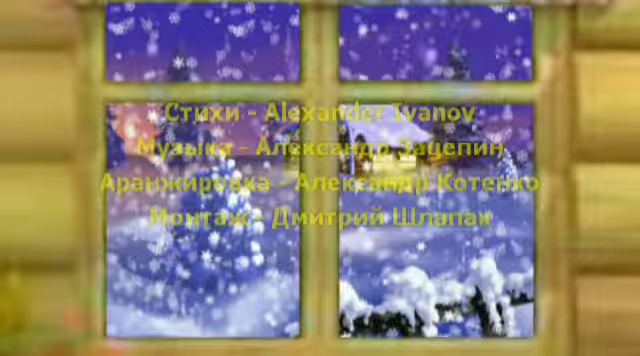 Стихи - Alexander Ivanov
Музыка - Александр Зацепин
Аранжировка - Александр Котенко
Монтаж - Дмитрий Шлапак